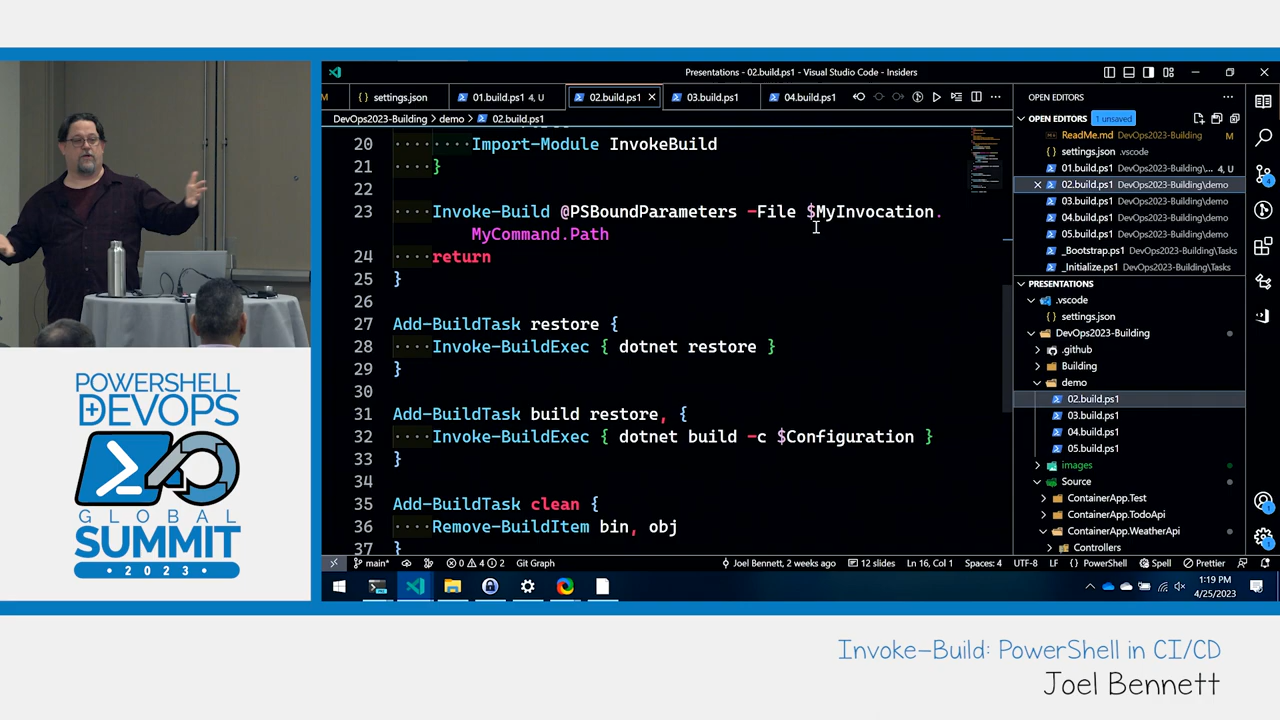 Presentations - 02.build.ps1 - Visual Studio Code - Insiders
M
settings.json
01.build.ps1 4, U
02.build.ps1
03.build.ps1
04.build.ps1
DevOps2023-Building > demo > 02.build.ps1
20 ········Import-Module InvokeBuild
21 ····}
22
23 ····Invoke-Build @PSBoundParameters -File $MyInvocation.
MyCommand.Path
24 ····return
25 }
26
27 Add-BuildTask restore {
28 ····Invoke-BuildExec { dotnet restore }
29 }
30
31 Add-BuildTask build restore, {
32 ····Invoke-BuildExec { dotnet build -c $Configuration }
33 }
34
35 Add-BuildTask clean {
36 ····Remove-BuildItem bin, obj
37 }
OPEN EDITORS
OPEN EDITORS 1 unsaved
ReadMe.md DevOps2023-Building M
settings.json .vscode
01.build.ps1 DevOps2023-Building\... 4, U
02.build.ps1 DevOps2023-Building\demo
03.build.ps1 DevOps2023-Building\demo
04.build.ps1 DevOps2023-Building\demo
05.build.ps1 DevOps2023-Building\demo
_Bootstrap.ps1 DevOps2023-Building\Tasks
_Initialize.ps1 DevOps2023-Building\Tasks
PRESENTATIONS
.vscode
settings.json
DevOps2023-Building
.github
Building
demo
02.build.ps1
03.build.ps1
04.build.ps1
05.build.ps1
images
Source
ContainerApp.Test
ContainerApp.TodoApi
ContainerApp.WeatherApi
Controllers
main* 0 4 2 Git Graph Joel Bennett, 2 weeks ago 12 slides Ln 16, Col 1 Spaces: 4 UTF-8 LF { } PowerShell Spell Prettier
1:19 PM
4/25/2023
POWERSHELL
+DEVOPS
GLOBAL
SUMMIT
2023
Invoke-Build: PowerShell in CI/CD
Joel Bennett